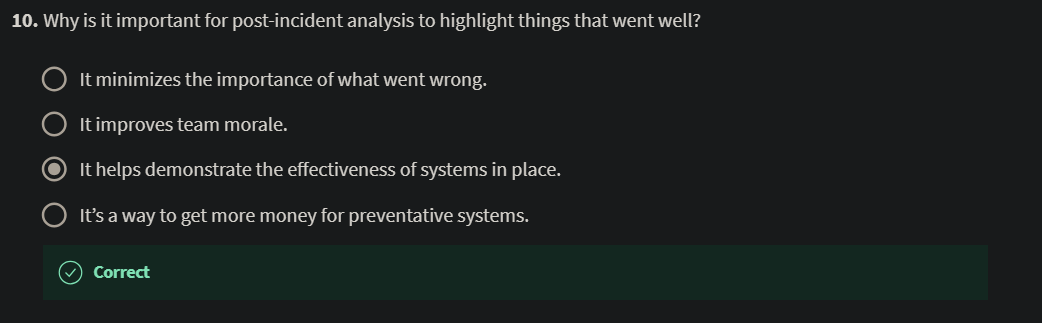 10. Why is it important for post-incident analysis to highlight things that went well?
It minimizes the importance of what went wrong.
It improves team morale.
It helps demonstrate the effectiveness of systems in place.
It’s a way to get more money for preventative systems.
Correct